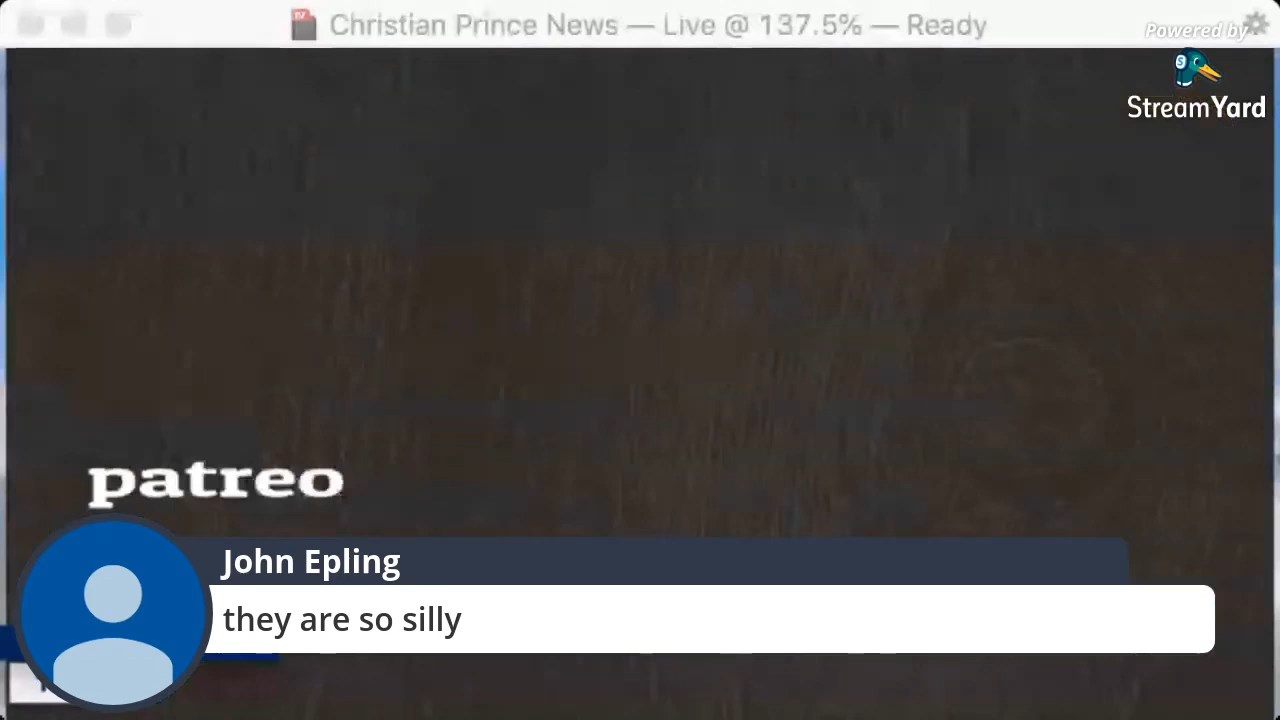 Christian Prince News — Live @ 137.5% — Ready
Powered by
StreamYard
patreo
John Epling
they are so silly